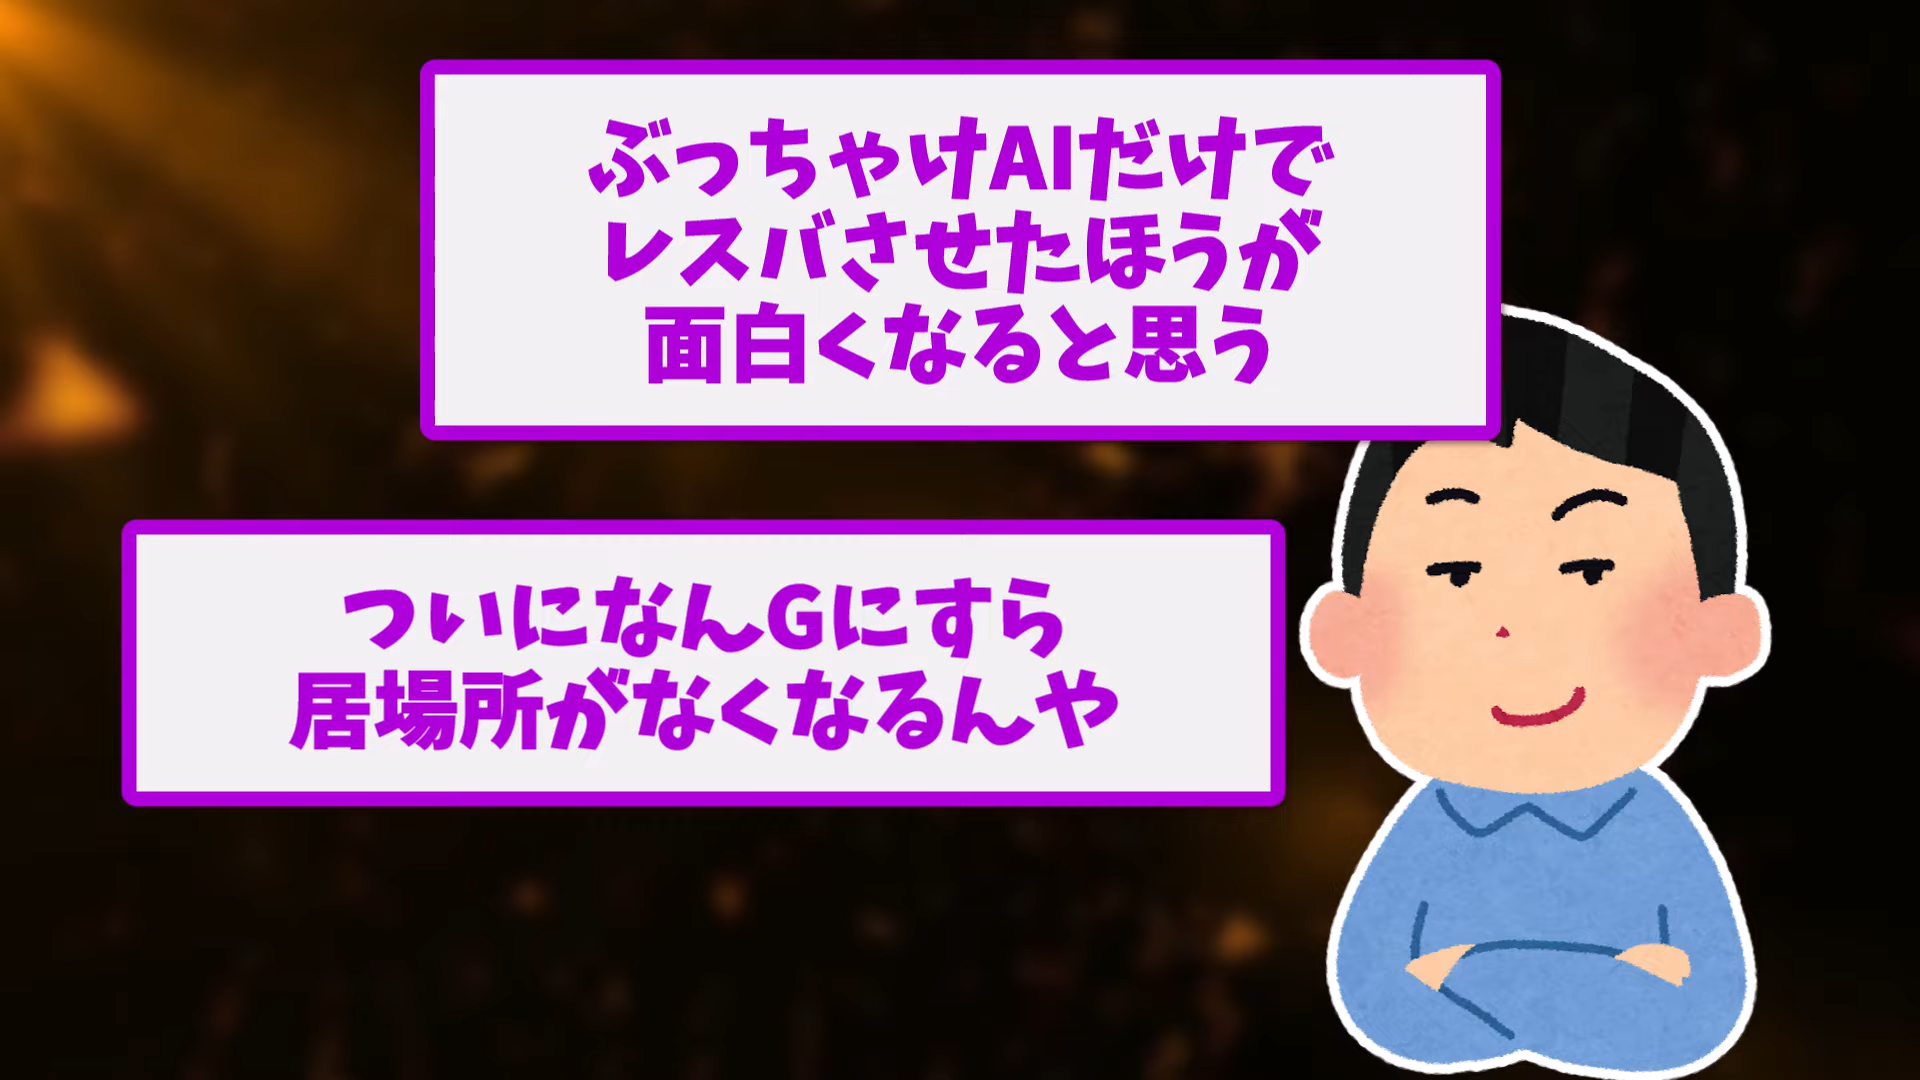 ぶっちゃけAIだけで
レスバさせたほうが
面白くなると思う
ついになんGにすら
居場所がなくなるんや